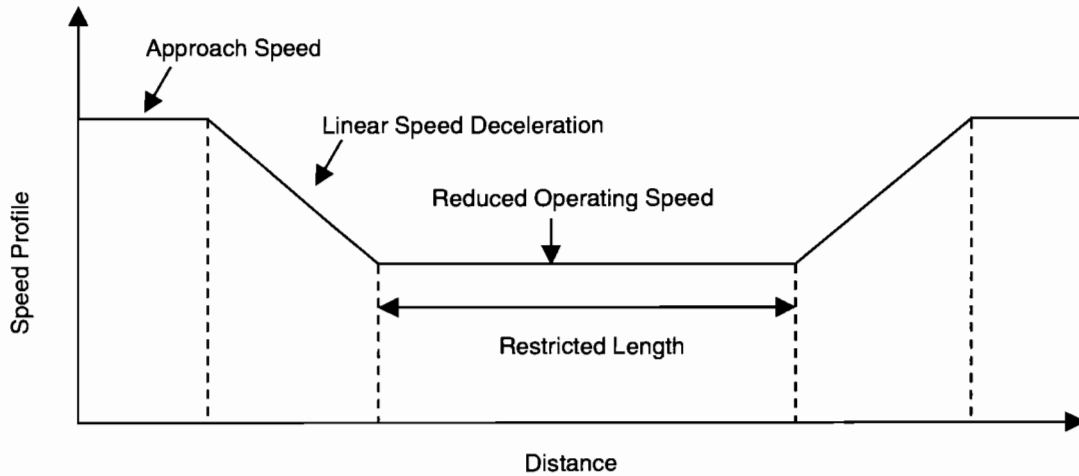 Approach Speed
Linear Speed Deceleration
Reduced Operating Speed
Speed Profile
Restricted Length
Distance